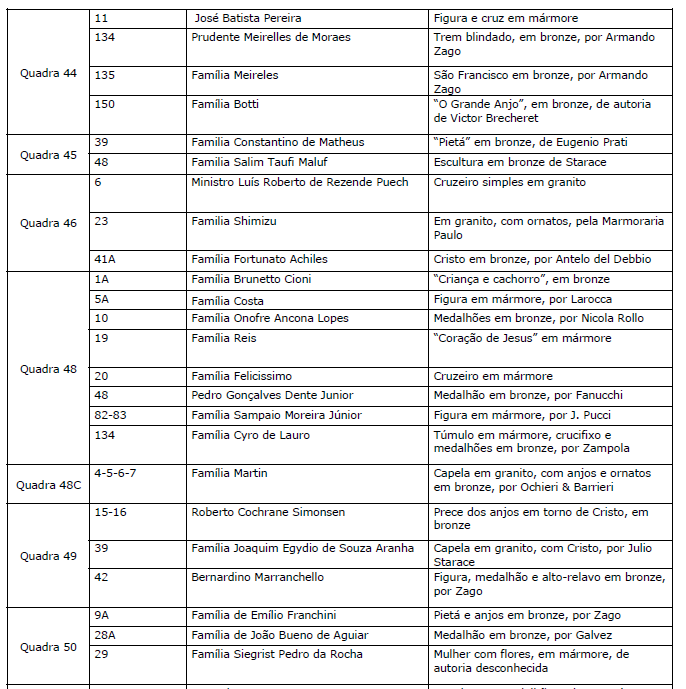 Quadra 44
11 José Batista Pereira Figura e cruz em mármore
134 Prudente Meirelles de Moraes Trem blindado, em bronze, por Armando
Zago
135 Família Meireles São Francisco em bronze, por Armando
Zago
150 Família Botti “O Grande Anjo”, em bronze, de autoria
de Victor Brecheret
Quadra 45
39 Familia Constantino de Matheus “Pietá” em bronze, de Eugenio Prati
48 Familia Salim Taufi Maluf Escultura em bronze de Starace
Quadra 46
6 Ministro Luís Roberto de Rezende Puech Cruzeiro simples em granito
23 Familia Shimizu Em granito, com ornatos, pela Marmoraria
Paulo
41A Família Fortunato Achiles Cristo em bronze, por Antelo del Debbio
Quadra 48
1A Família Brunetto Cioni “Criança e cachorro”, em bronze
5A Família Costa Figura em mármore, por Larocca
10 Família Onofre Ancona Lopes Medalhões em bronze, por Nicola Rollo
19 Família Reis “Coração de Jesus” em mármore
20 Família Felicissimo Cruzeiro em mármore
48 Pedro Gonçalves Dente Junior Medalhão em bronze, por Fanucchi
82-83 Família Sampaio Moreira Júnior Figura em mármore, por J. Pucci
134 Família Cyro de Lauro Túmulo em mármore, crucifixo e
medalhões em bronze, por Zampola
Quadra 48C
4-5-6-7 Família Martin Capela em granito, com anjos e ornatos
em bronze, por Ochieri & Barrieri
Quadra 49
15-16 Roberto Cochrane Simonsen Prece dos anjos em torno de Cristo, em
bronze
39 Família Joaquim Egydio de Souza Aranha Capela em granito, com Cristo, por Julio
Starace
42 Bernardino Marranchello Figura, medalhão e alto-relavo em bronze,
por Zago
Quadra 50
9A Família de Emílio Franchini Pietá e anjos em bronze, por Zago
28A Família de João Bueno de Aguiar Medalhão em bronze, por Galvez
29 Família Siegrist Pedro da Rocha Mulher com flores, em mármore, de
autoria desconhecida